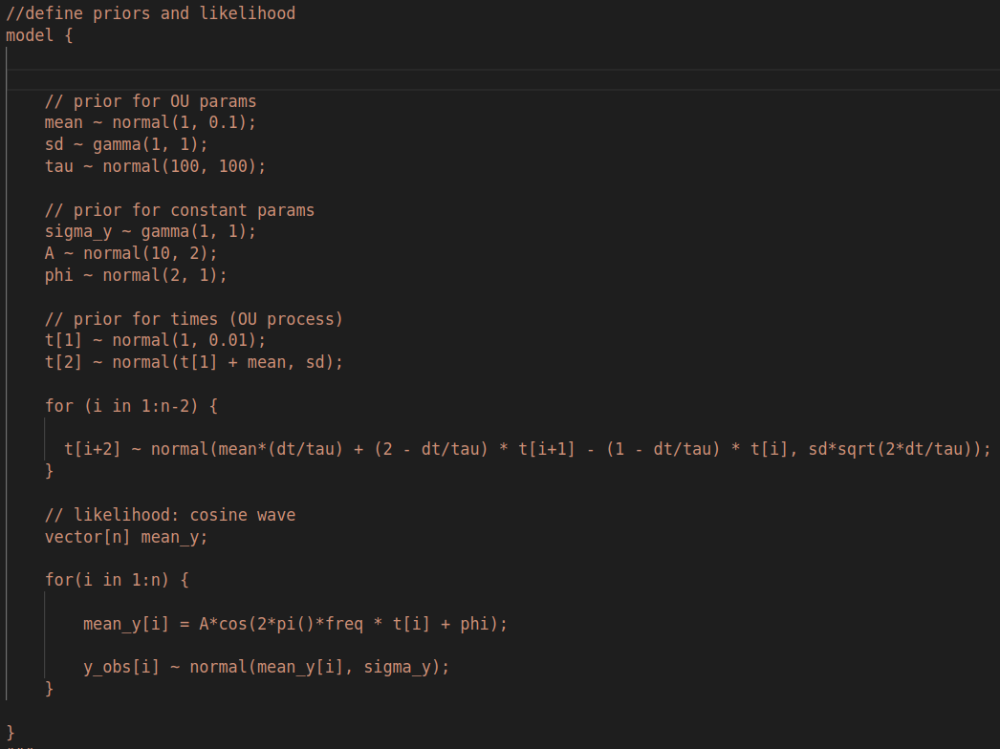 //define priors and likelihood
model {
// prior for OU params
mean ~ normal(1, 0.1);
sd ~ gamma(1, 1);
tau ~ normal(100, 100);
// prior for constant params
sigma_y ~ gamma(1, 1);
A ~ normal(10, 2);
phi ~ normal(2, 1);
// prior for times (OU process)
t[1] ~ normal(1, 0.01);
t[2] ~ normal(t[1] + mean, sd);
for (i in 1:n-2) {
t[i+2] ~ normal(mean*(dt/tau) + (2 - dt/tau) * t[i+1] - (1 - dt/tau) * t[i], sd*sqrt(2*dt/tau));
}
// likelihood: cosine wave
vector[n] mean_y;
for(i in 1:n) {
mean_y[i] = A*cos(2*pi()*freq * t[i] + phi);
y_obs[i] ~ normal(mean_y[i], sigma_y);
}
}